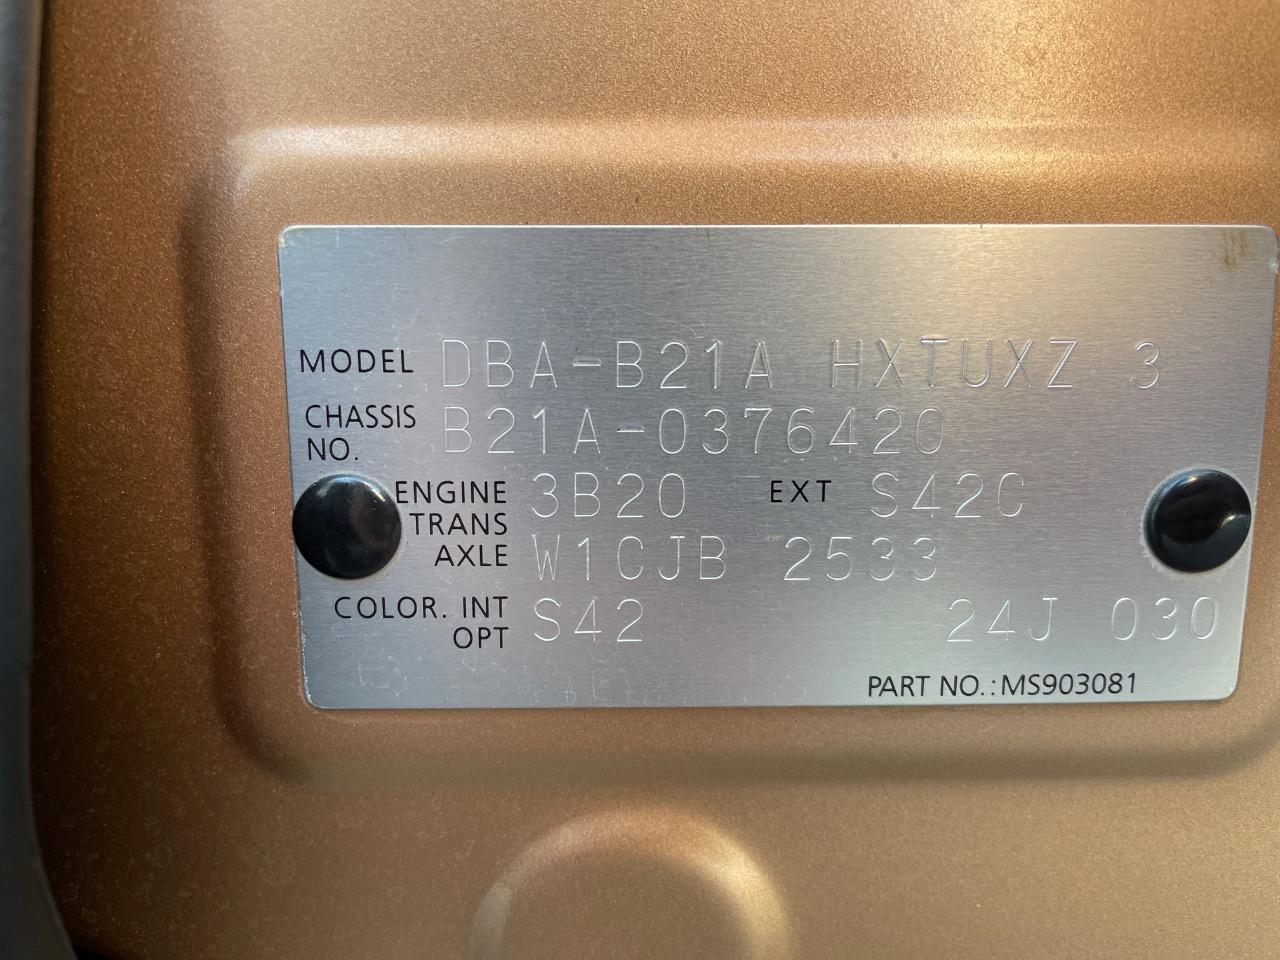 MODEL DBA-B21A HXTUXZ 3
CHASSIS NO. B21A-0376420
ENGINE 3B20 EXT S42C
TRANS AXLE W1CJB 2533
COLOR. INT OPT S42 24J 030
PART NO.:MS903081